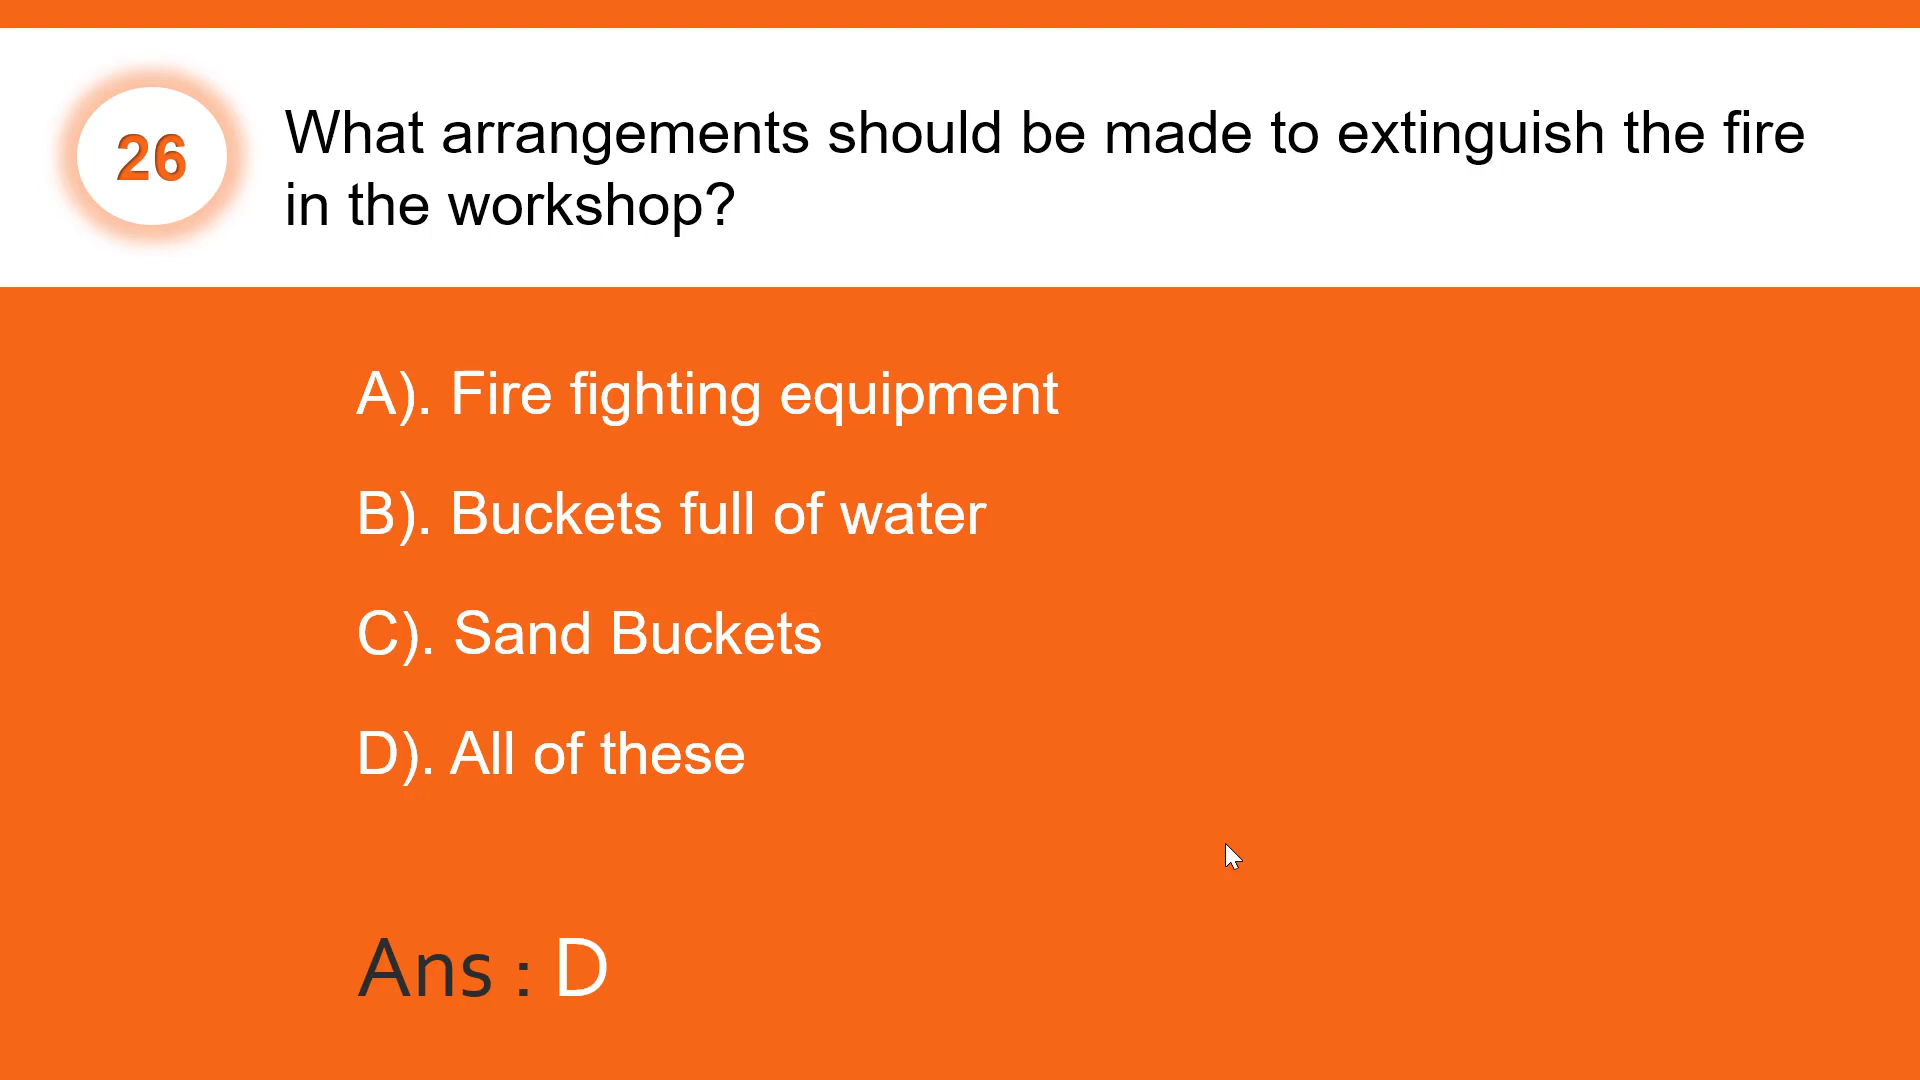 26
What arrangements should be made to extinguish the fire
in the workshop?
A). Fire fighting equipment
B). Buckets full of water
C). Sand Buckets
D). All of these
Ans : D